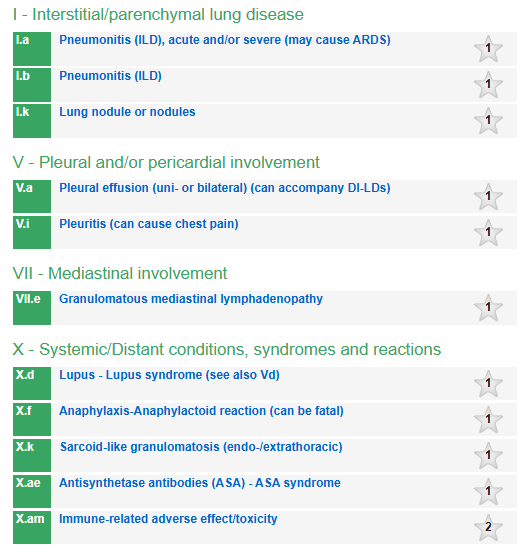 I - Interstitial/parenchymal lung disease
I.a Pneumonitis (ILD), acute and/or severe (may cause ARDS) 1
I.b Pneumonitis (ILD) 1
I.k Lung nodule or nodules 1
V - Pleural and/or pericardial involvement
V.a Pleural effusion (uni- or bilateral) (can accompany DI-LDs) 1
V.i Pleuritis (can cause chest pain) 1
VII - Mediastinal involvement
VII.e Granulomatous mediastinal lymphadenopathy 1
X - Systemic/Distant conditions, syndromes and reactions
X.d Lupus - Lupus syndrome (see also Vd) 1
X.f Anaphylaxis-Anaphylactoid reaction (can be fatal) 1
X.k Sarcoid-like granulomatosis (endo-/extrathoracic) 1
X.ae Antisynthetase antibodies (ASA) - ASA syndrome 1
X.am Immune-related adverse effect/toxicity 2